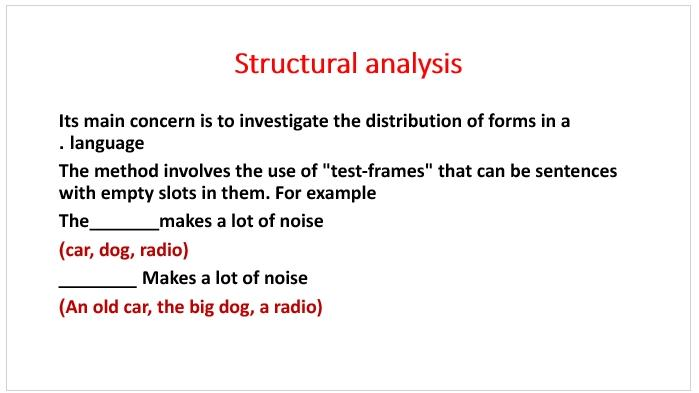 Structural analysis
Its main concern is to investigate the distribution of forms in a
. language
The method involves the use of "test-frames" that can be sentences
with empty slots in them. For example
The_______makes a lot of noise
(car, dog, radio)
________ Makes a lot of noise
(An old car, the big dog, a radio)